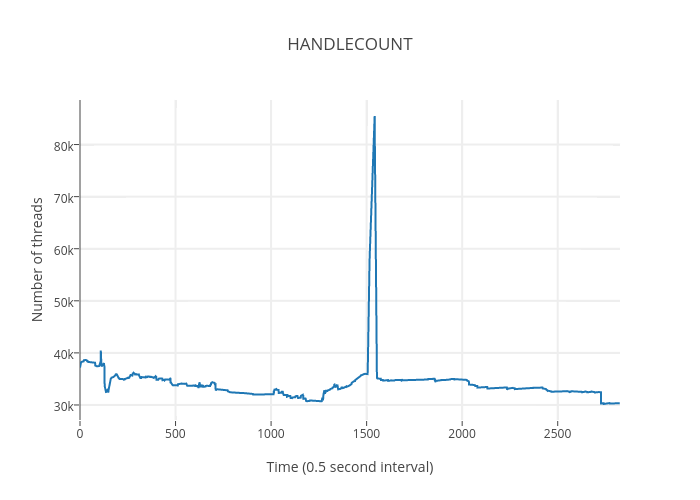 HANDLECOUNT
80k
70k
60k
50k
40k
30k
Number of threads
0 500 1000 1500 2000 2500
Time (0.5 second interval)